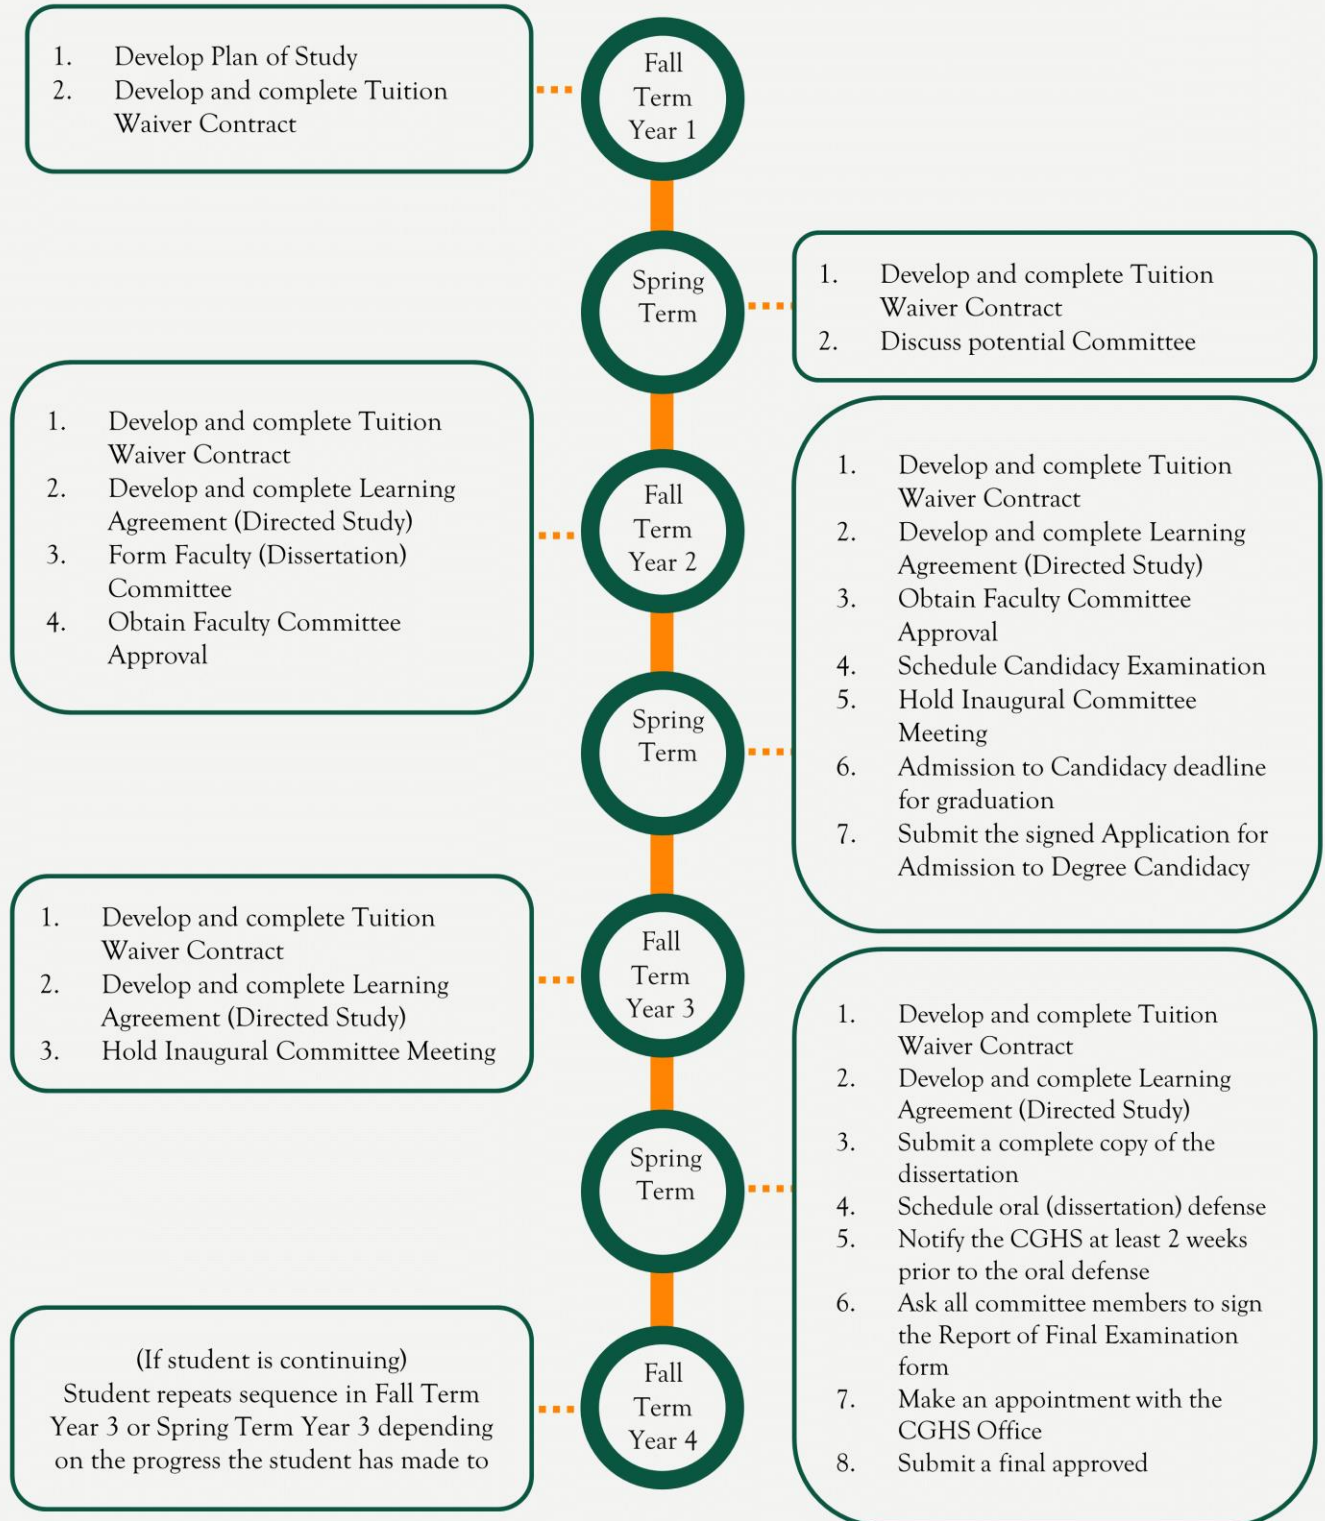 1. Develop Plan of Study
2. Develop and complete Tuition
Waiver Contract
Fall
Term
Year 1
Spring
Term
1. Develop and complete Tuition
Waiver Contract
2. Discuss potential Committee
1. Develop and complete Tuition
Waiver Contract
2. Develop and complete Learning
Agreement (Directed Study)
3. Form Faculty (Dissertation)
Committee
4. Obtain Faculty Committee
Approval
Fall
Term
Year 2
Spring
Term
1. Develop and complete Tuition
Waiver Contract
2. Develop and complete Learning
Agreement (Directed Study)
3. Obtain Faculty Committee
Approval
4. Schedule Candidacy Examination
5. Hold Inaugural Committee
Meeting
6. Admission to Candidacy deadline
for graduation
7. Submit the signed Application for
Admission to Degree Candidacy
1. Develop and complete Tuition
Waiver Contract
2. Develop and complete Learning
Agreement (Directed Study)
3. Hold Inaugural Committee Meeting
Fall
Term
Year 3
Spring
Term
1. Develop and complete Tuition
Waiver Contract
2. Develop and complete Learning
Agreement (Directed Study)
3. Submit a complete copy of the
dissertation
4. Schedule oral (dissertation) defense
5. Notify the CGHS at least 2 weeks
prior to the oral defense
6. Ask all committee members to sign
the Report of Final Examination
form
7. Make an appointment with the
CGHS Office
8. Submit a final approved
(If student is continuing)
Student repeats sequence in Fall Term
Year 3 or Spring Term Year 3 depending
on the progress the student has made to
Fall
Term
Year 4